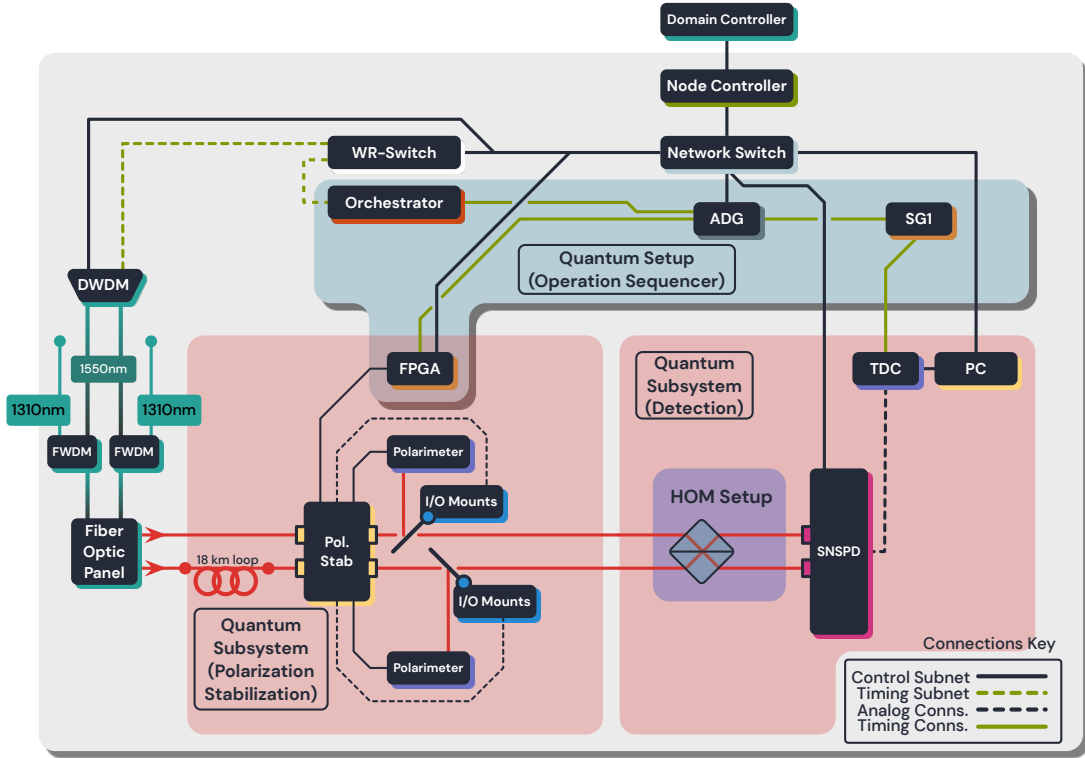 Domain Controller
Node Controller
WR-Switch
Network Switch
Orchestrator
ADG
SG1
Quantum Setup
(Operation Sequencer)
DWDM
1550nm
1310nm
1310nm
FWDM
FWDM
FPGA
Quantum
Subsystem
(Detection)
TDC
PC
Polarimeter
I/O Mounts
HOM Setup
Fiber
Optic
Panel
18 km loop
Pol.
Stab
SNSPD
I/O Mounts
Quantum
Subsystem
(Polarization
Stabilization)
Polarimeter
Connections Key
Control Subnet
Timing Subnet
Analog Conns.
Timing Conns.